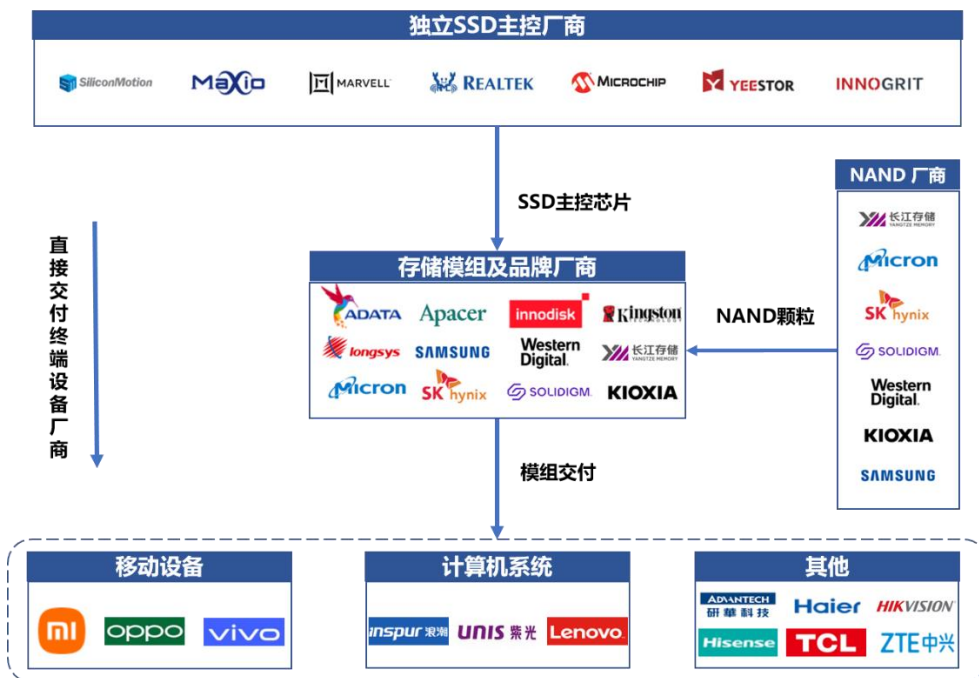 独立SSD主控厂商
SiliconMotion
Maxio
MARVELL
REALTEK
MICROCHIP
YEESTOR
INNOGRIT
SSD主控芯片
直接交付终端设备厂商
NAND 厂商
长江存储
YANGTZE MEMORY
Micron
SK hynix
SOLIDIGM
Western
Digital
KIOXIA
SAMSUNG
存储模组及品牌厂商
ADATA
Apacer
innodisk
Kingston
TECHNOLOGY
longsys
SAMSUNG
Western
Digital
长江存储
YANGTZE MEMORY
Micron
SK hynix
SOLIDIGM
KIOXIA
NAND颗粒
模组交付
移动设备
mi
oppo
vivo
计算机系统
inspur 浪潮
UNIS 紫光
Lenovo
其他
ADVANTECH
研華科技
Haier
HIKVISION
Hisense
TCL
ZTE中兴